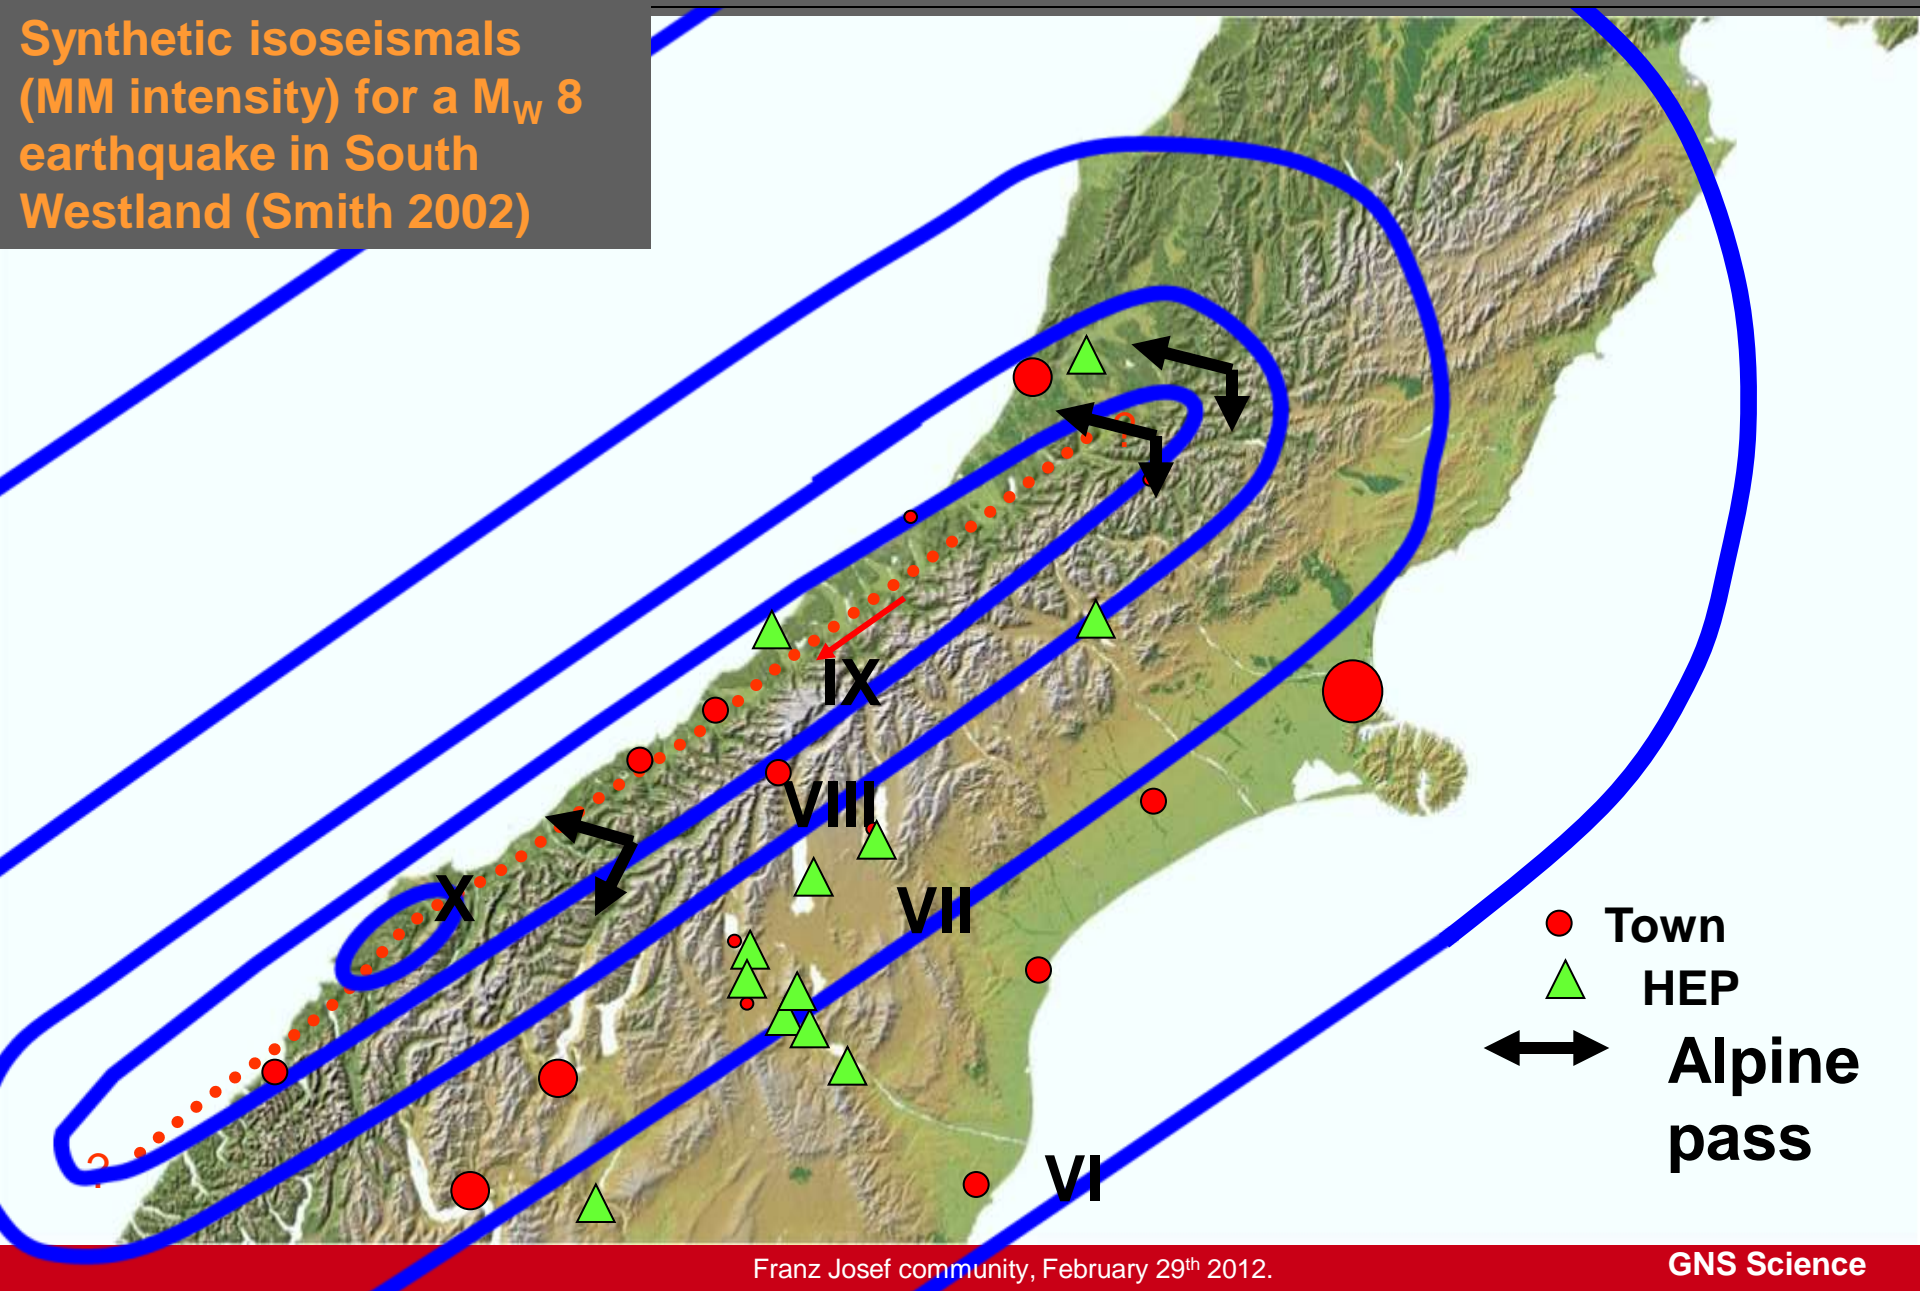 Synthetic isoseismals
(MM intensity) for a MW 8
earthquake in South
Westland (Smith 2002)
?
IX
VIII
X
VII
Town
HEP
Alpine
pass
?
VI
Franz Josef community, February 29th 2012.
GNS Science